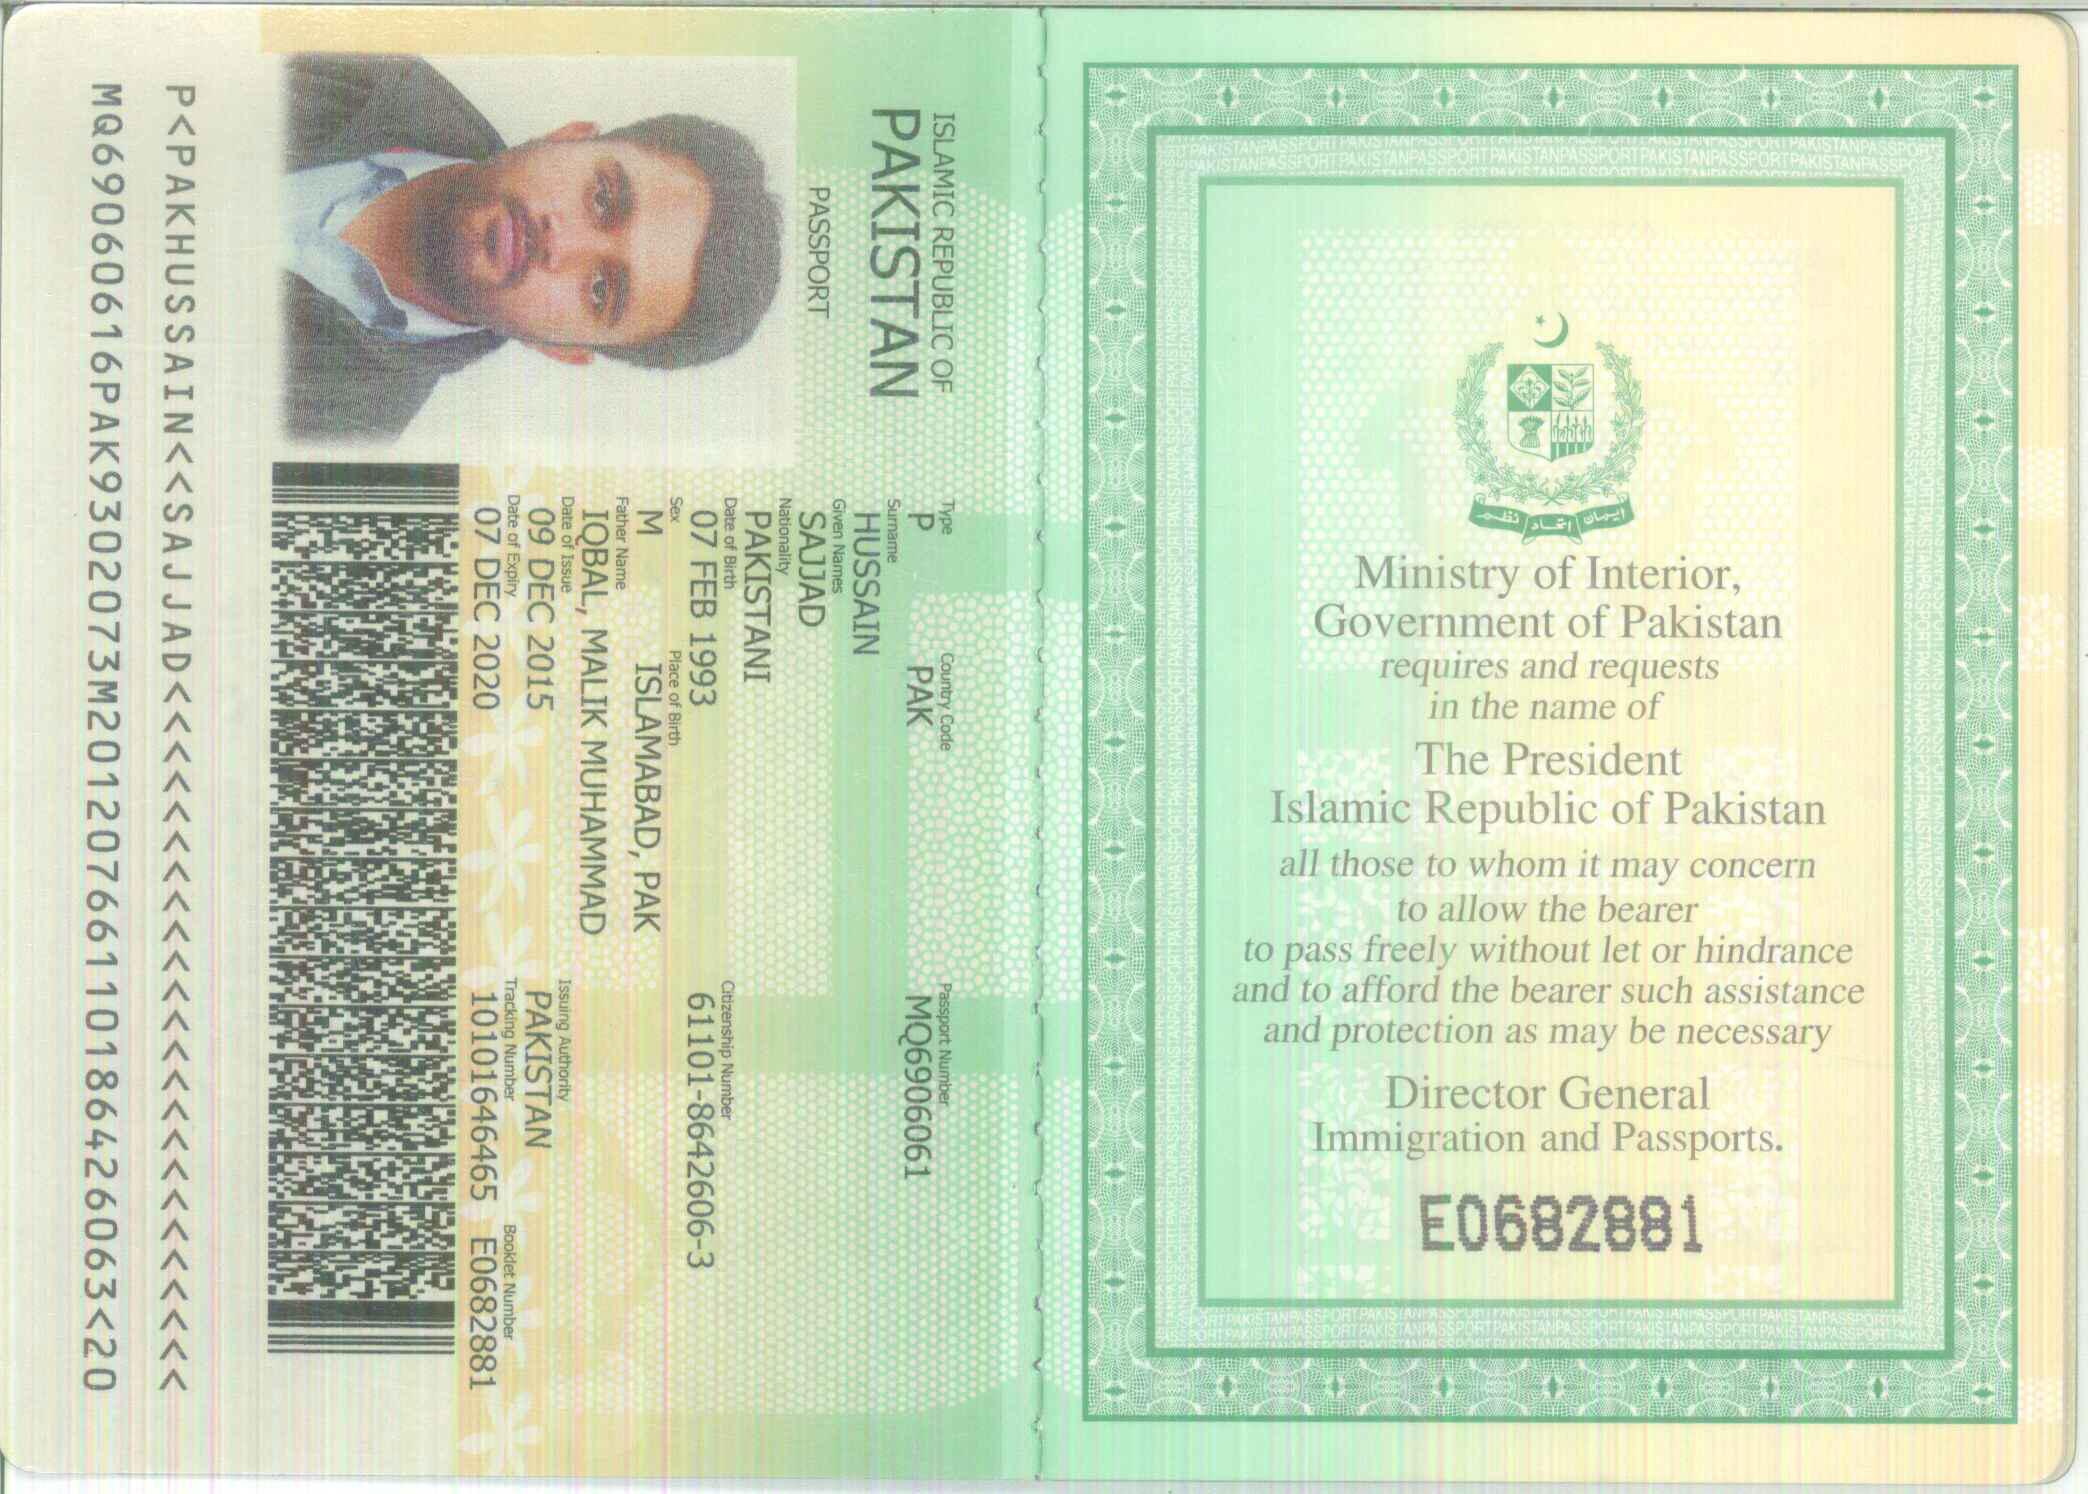 Ministry of Interior,
Government of Pakistan
requires and requests
in the name of
The President
Islamic Republic of Pakistan
all those to whom it may concern
to allow the bearer
to pass freely without let or hindrance
and to afford the bearer such assistance
and protection as may be necessary
Director General
Immigration and Passports.
E0682881
ISLAMIC REPUBLIC OF
PAKISTAN
PASSPORT
Type Country Code Passport Number
P PAK MQ6906061
Surname
HUSSAIN
Given Names
SAJJAD
Nationality
PAKISTANI
Date of Birth Citizenship Number
07 FEB 1993 61101-8642606-3
Sex Place of Birth
M ISLAMABAD, PAK
Father Name
IQBAL, MALIK MUHAMMAD
Date of Issue Issuing Authority
09 DEC 2015 PAKISTAN
Date of Expiry Tracking Number Booklet Number
07 DEC 2020 10101646465 E0682881
P<PAKHUSSAIN<<SAJJAD<<<<<<<<<<<<<<<<<<<<<<<<
MQ69060616PAK9302073M20120766110186426063<20